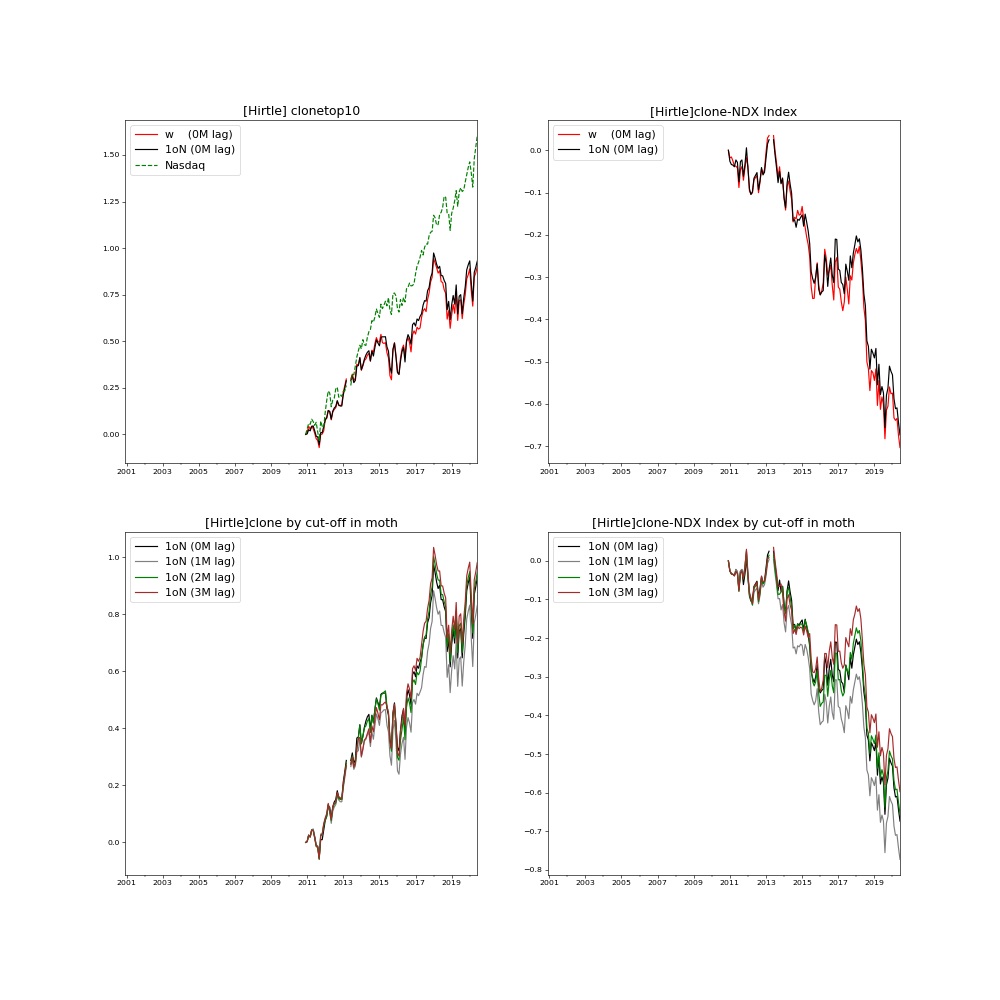 [Hirtle] clonetop10
w (0M lag)
1oN (0M lag)
Nasdaq
1.50
1.25
1.00
0.75
0.50
0.25
0.00
2001 2003 2005 2007 2009 2011 2013 2015 2017 2019
[Hirtle]clone-NDX Index
w (0M lag)
1oN (0M lag)
0.0
−0.1
−0.2
−0.3
−0.4
−0.5
−0.6
−0.7
2001 2003 2005 2007 2009 2011 2013 2015 2017 2019
[Hirtle]clone by cut-off in moth
1oN (0M lag)
1oN (1M lag)
1oN (2M lag)
1oN (3M lag)
1.0
0.8
0.6
0.4
0.2
0.0
2001 2003 2005 2007 2009 2011 2013 2015 2017 2019
[Hirtle]clone-NDX Index by cut-off in moth
1oN (0M lag)
1oN (1M lag)
1oN (2M lag)
1oN (3M lag)
0.0
−0.1
−0.2
−0.3
−0.4
−0.5
−0.6
−0.7
−0.8
2001 2003 2005 2007 2009 2011 2013 2015 2017 2019